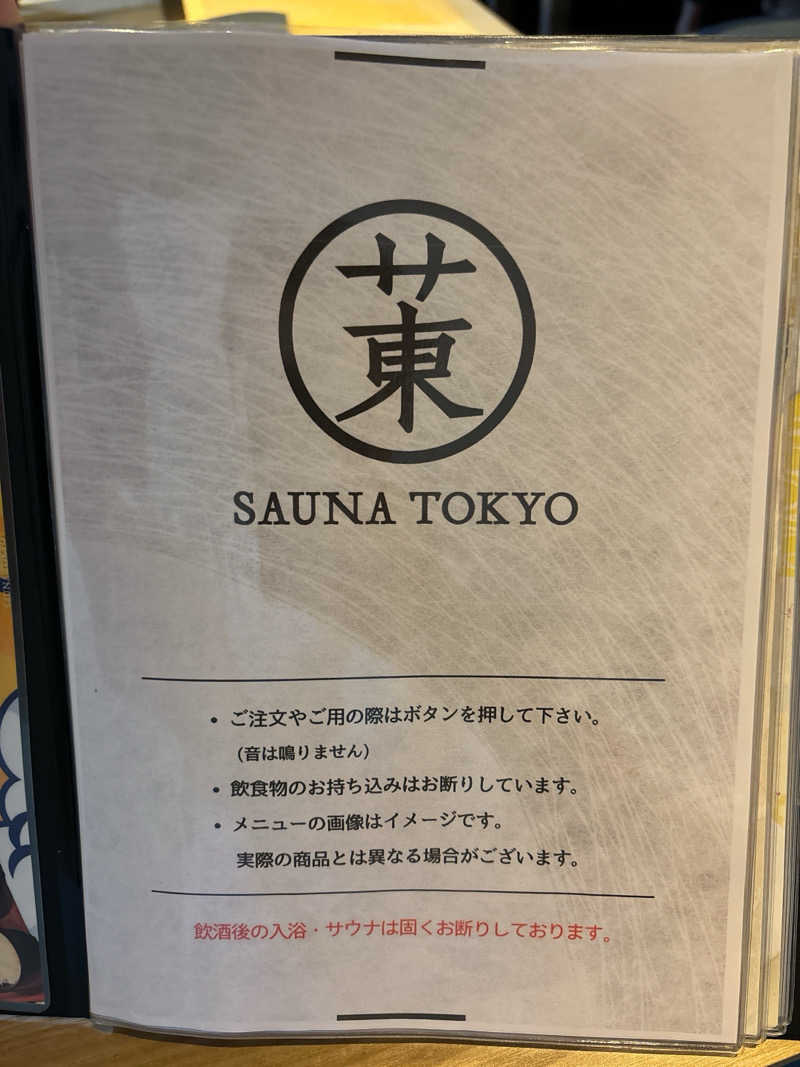 サ東
SAUNA TOKYO
・ご注文やご用の際はボタンを押して下さい。
(音は鳴りません)
・飲食物のお持ち込みはお断りしています。
・メニューの画像はイメージです。
実際の商品とは異なる場合がございます。
飲酒後の入浴・サウナは固くお断りしております。